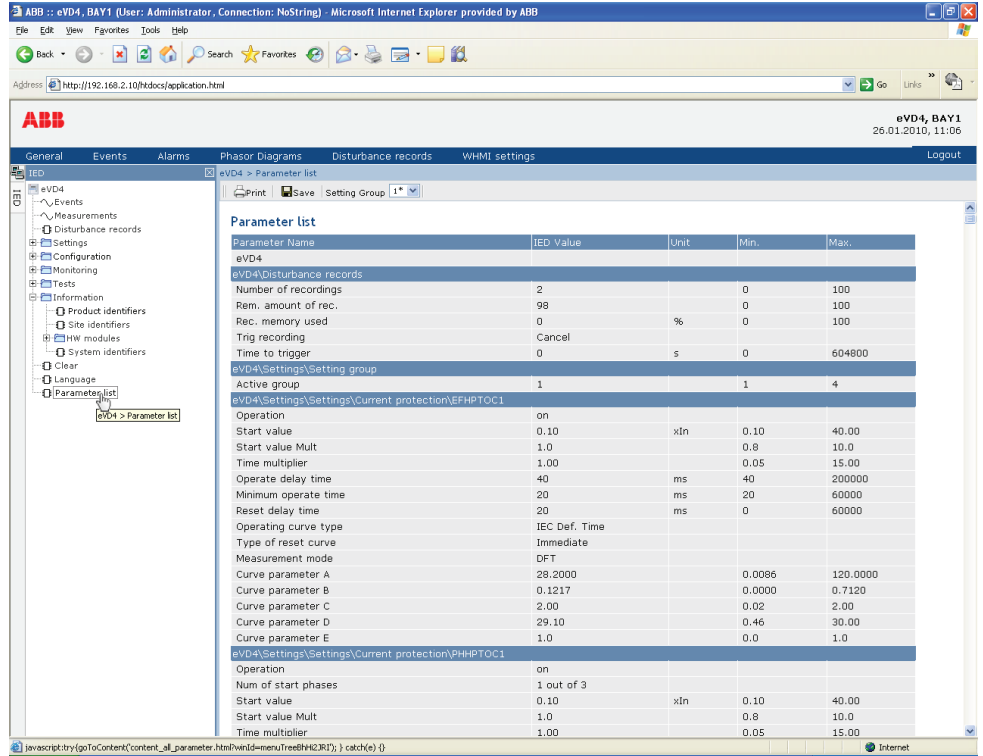 ABB :: eVD4, BAY1 (User: Administrator, Connection: NoString) - Microsoft Internet Explorer provided by ABB
File Edit View Favorites Tools Help
Back Search Favorites
Address http://192.168.2.10/htdocs/application.html Go Links »
ABB
eVD4, BAY1
26.01.2010, 11:06
General Events Alarms Phasor Diagrams Disturbance records WHMI settings Logout
IED
IED
eVD4
Events
Measurements
Disturbance records
Settings
Configuration
Monitoring
Tests
Information
Product identifiers
Site identifiers
HW modules
System identifiers
Clear
Language
Parameter list
eVD4 > Parameter list
eVD4 > Parameter list
Print Save Setting Group 1*
Parameter list
Parameter Name IED Value Unit Min. Max.
eVD4
eVD4\Disturbance records
Number of recordings 2 0 100
Rem. amount of rec. 98 0 100
Rec. memory used 0 % 0 100
Trig recording Cancel
Time to trigger 0 s 0 604800
eVD4\Settings\Setting group
Active group 1 1 4
eVD4\Settings\Settings\Current protection\EFHPTOC1
Operation on
Start value 0.10 xIn 0.10 40.00
Start value Mult 1.0 0.8 10.0
Time multiplier 1.00 0.05 15.00
Operate delay time 40 ms 40 200000
Minimum operate time 20 ms 20 60000
Reset delay time 20 ms 0 60000
Operating curve type IEC Def. Time
Type of reset curve Immediate
Measurement mode DFT
Curve parameter A 28.2000 0.0086 120.0000
Curve parameter B 0.1217 0.0000 0.7120
Curve parameter C 2.00 0.02 2.00
Curve parameter D 29.10 0.46 30.00
Curve parameter E 1.0 0.0 1.0
eVD4\Settings\Settings\Current protection\PHHPTOC1
Operation on
Num of start phases 1 out of 3
Start value 0.10 xIn 0.10 40.00
Start value Mult 1.0 0.8 10.0
Time multiplier 1.00 0.05 15.00
javascript:try{goToContent('content_all_parameter.html?winId=menuTreeBhHi2JRI'); } catch(e) {} Internet